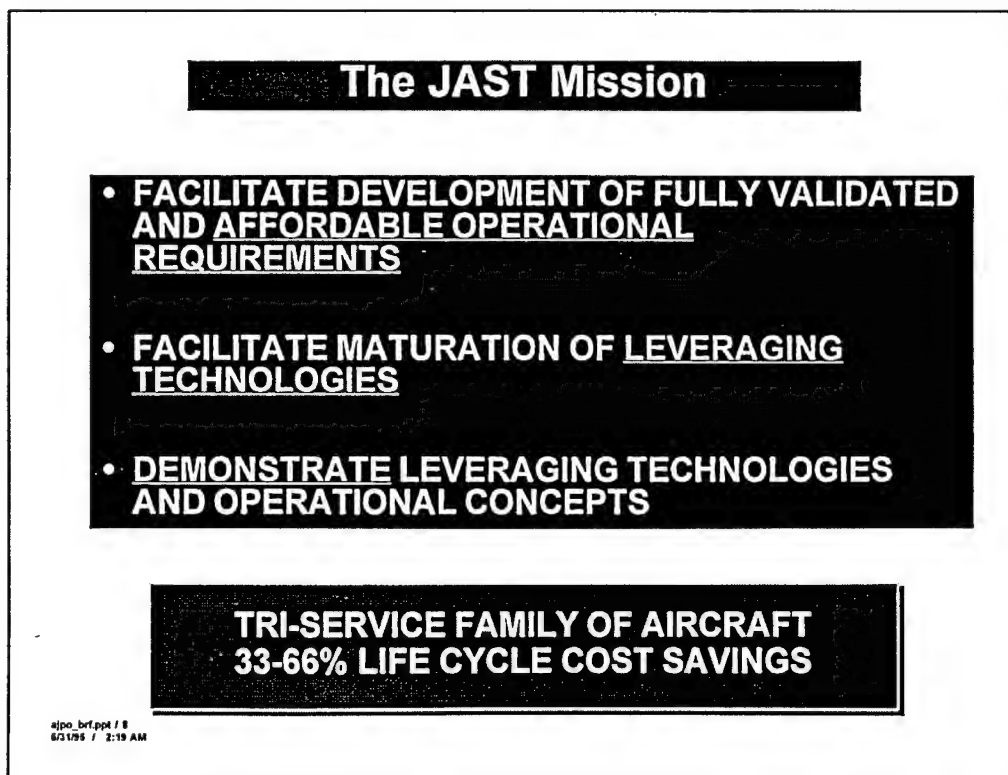 The JAST Mission
• FACILITATE DEVELOPMENT OF FULLY VALIDATED
AND AFFORDABLE OPERATIONAL
REQUIREMENTS
• FACILITATE MATURATION OF LEVERAGING
TECHNOLOGIES
• DEMONSTRATE LEVERAGING TECHNOLOGIES
AND OPERATIONAL CONCEPTS
TRI-SERVICE FAMILY OF AIRCRAFT
33-66% LIFE CYCLE COST SAVINGS
ajpo_brf.ppt /
2:19 AM